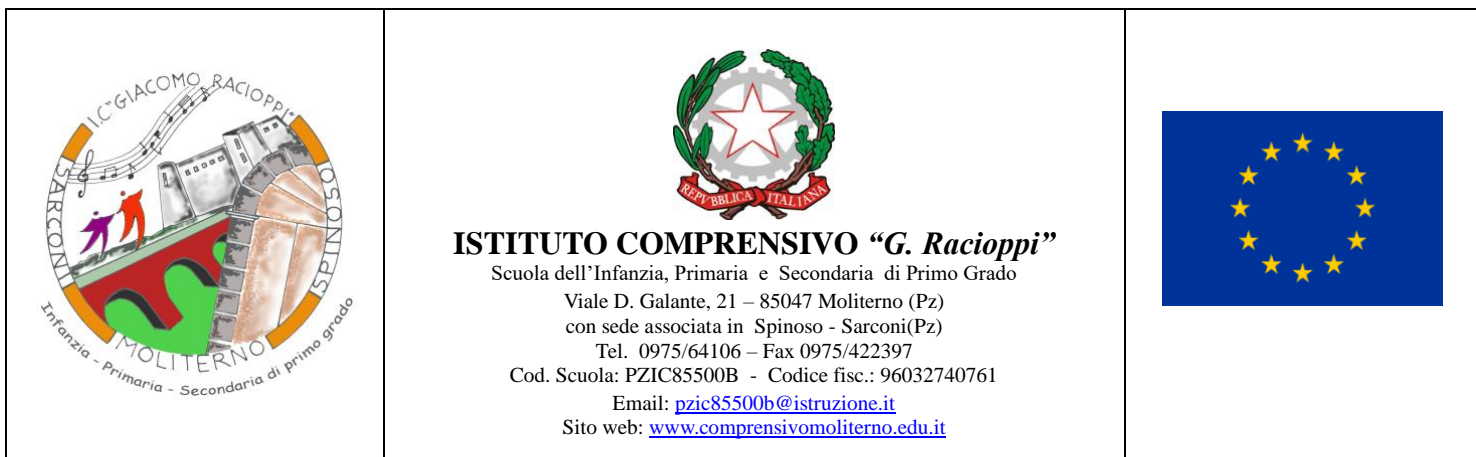 I.C."GIACOMO RACIOPPI"
SARCONI
SPINOSO
MOLITERNO
Infanzia - Primaria - Secondaria di primo grado
REPVBBLICA ITALIANA
ISTITUTO COMPRENSIVO “G. Racioppi”
Scuola dell’Infanzia, Primaria e Secondaria di Primo Grado
Viale D. Galante, 21 – 85047 Moliterno (Pz)
con sede associata in Spinoso - Sarconi(Pz)
Tel. 0975/64106 – Fax 0975/422397
Cod. Scuola: PZIC85500B - Codice fisc.: 96032740761
Email: pzic85500b@istruzione.it
Sito web: www.comprensivomoliterno.edu.it